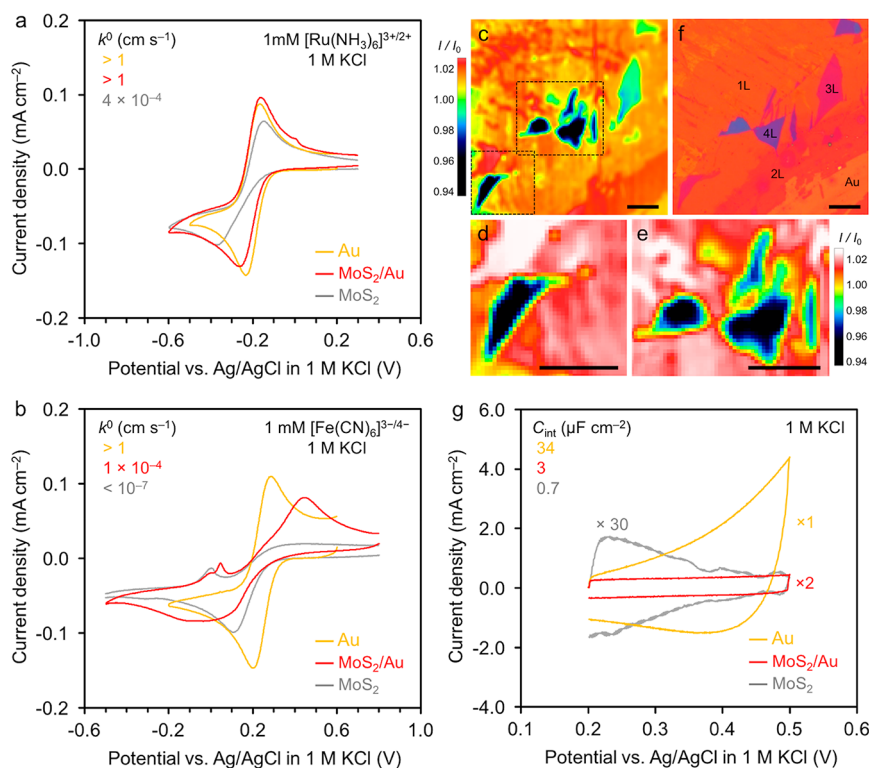 a
k⁰ (cm s⁻¹)
> 1
> 1
4 × 10⁻⁴
1mM [Ru(NH₃)₆]³⁺/²⁺
1 M KCl
Au
MoS₂/Au
MoS₂
Current density (mA cm⁻²)
0.2
0.1
0.0
-0.1
-0.2
-1.0
-0.6
-0.2
0.2
0.6
Potential vs. Ag/AgCl in 1 M KCl (V)
c
I / I₀
1.02
1.00
0.98
0.96
0.94
f
1L
3L
4L
2L
Au
d
e
I / I₀
1.02
1.00
0.98
0.96
0.94
b
k⁰ (cm s⁻¹)
> 1
1 × 10⁻⁴
< 10⁻⁷
1 mM [Fe(CN)₆]³⁻/⁴⁻
1 M KCl
Au
MoS₂/Au
MoS₂
Current density (mA cm⁻²)
0.2
0.1
0.0
-0.1
-0.2
-0.6
-0.2
0.2
0.6
1.0
Potential vs. Ag/AgCl in 1 M KCl (V)
g
C_int (µF cm⁻²)
34
3
0.7
1 M KCl
× 30
×1
×2
Au
MoS₂/Au
MoS₂
Current density (mA cm⁻²)
6.0
4.0
2.0
0.0
-2.0
-4.0
0.1
0.2
0.3
0.4
0.5
0.6
Potential vs. Ag/AgCl in 1 M KCl (V)